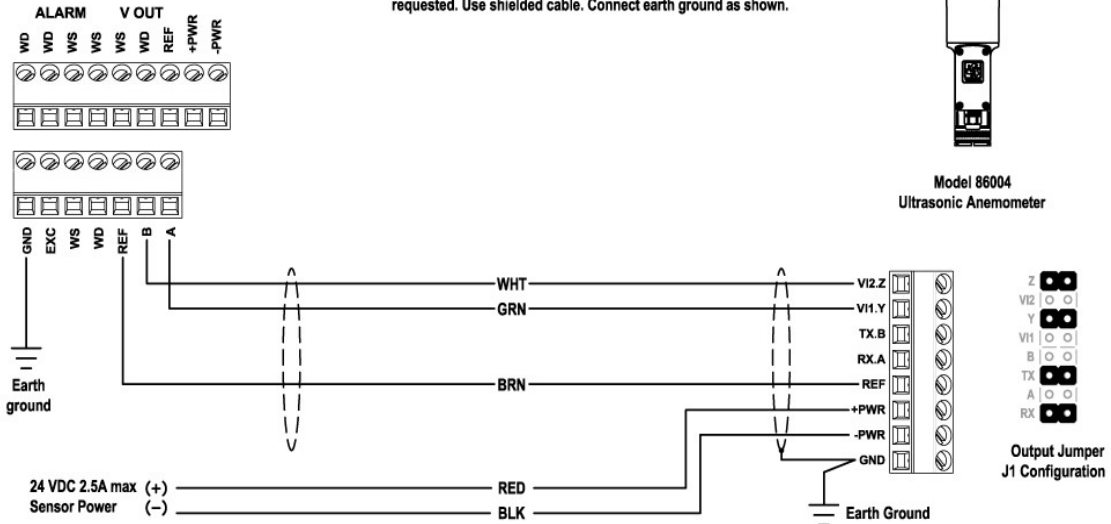 requested. Use shielded cable. Connect earth ground as shown.
ALARM V OUT
WD WD WS WS WS WD REF +PWR -PWR
Model 86004
Ultrasonic Anemometer
GND EXC WS WD REF B A
Earth
ground
WHT
GRN
BRN
RED
BLK
24 VDC 2.5A max (+)
Sensor Power (−)
VI2.Z
VI1.Y
TX.B
RX.A
REF
+PWR
-PWR
GND
Earth Ground
Z
VI2
Y
VI1
B
TX
A
RX
Output Jumper
J1 Configuration